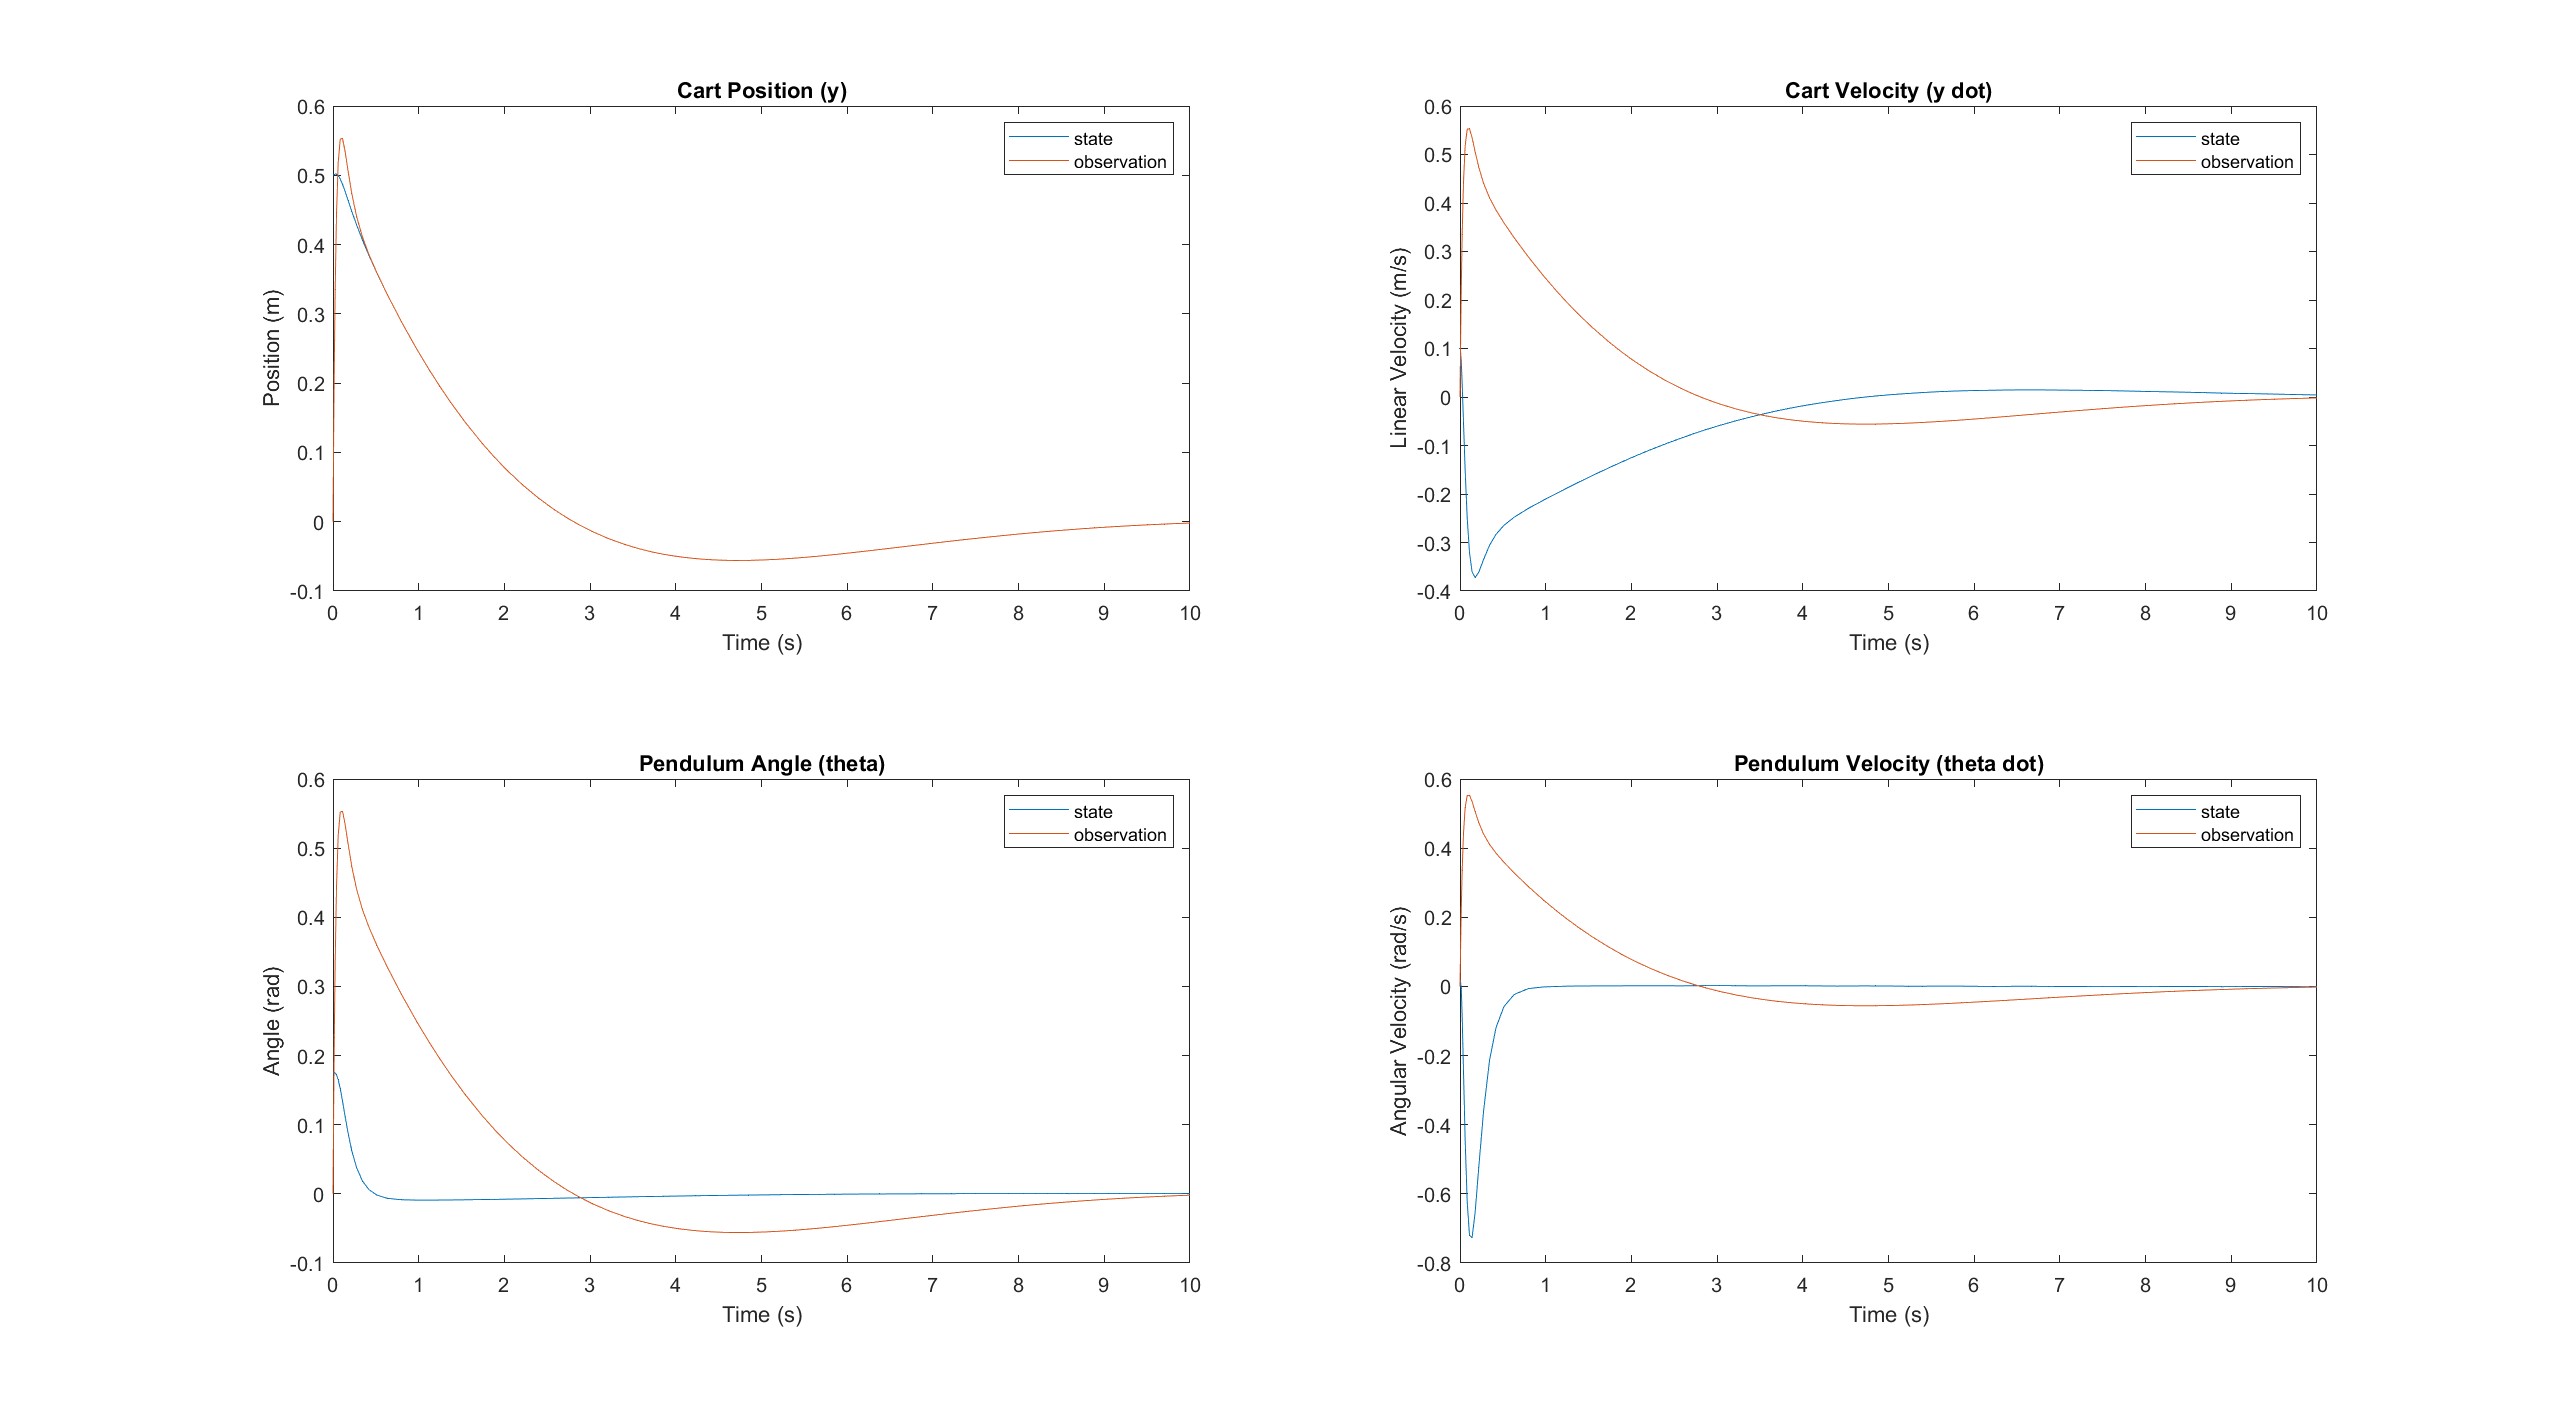 Cart Position (y)
0.6
0.5
0.4
0.3
0.2
0.1
0
-0.1
Position (m)
state
observation
0 1 2 3 4 5 6 7 8 9 10
Time (s)
Cart Velocity (y dot)
0.6
0.5
0.4
0.3
0.2
0.1
0
-0.1
-0.2
-0.3
-0.4
Linear Velocity (m/s)
state
observation
0 1 2 3 4 5 6 7 8 9 10
Time (s)
Pendulum Angle (theta)
0.6
0.5
0.4
0.3
0.2
0.1
0
-0.1
Angle (rad)
state
observation
0 1 2 3 4 5 6 7 8 9 10
Time (s)
Pendulum Velocity (theta dot)
0.6
0.4
0.2
0
-0.2
-0.4
-0.6
-0.8
Angular Velocity (rad/s)
state
observation
0 1 2 3 4 5 6 7 8 9 10
Time (s)